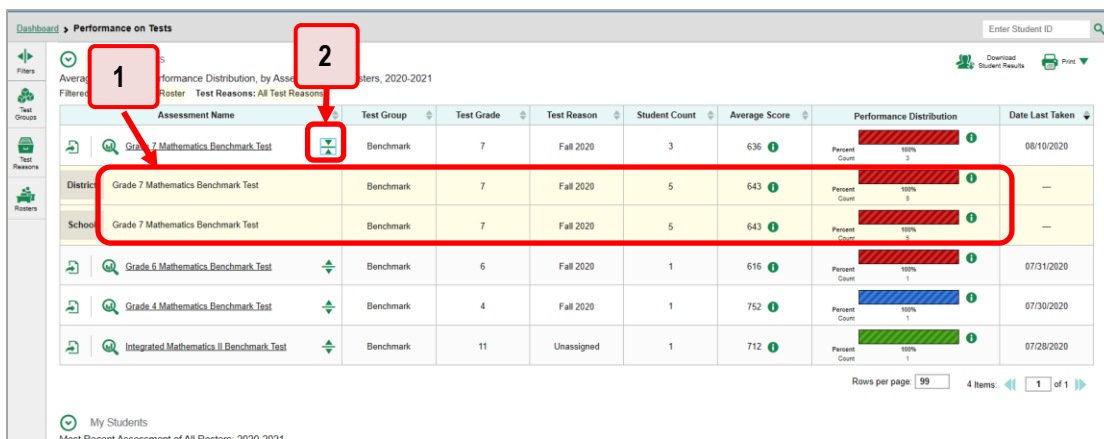 Dashboard > Performance on Tests
Enter Student ID
Filters
Test Groups
Test Reasons
Rosters
1
2
Download Student Results
Print
Average
Performance Distribution, by
2020-2021
Filtered
Roster Test Reasons: All Test Reasons
Assessment Name Test Group Test Grade Test Reason Student Count Average Score Performance Distribution Date Last Taken
Grade 7 Mathematics Benchmark Test Benchmark 7 Fall 2020 3 636 Percent 100% Count 3 08/10/2020
District Grade 7 Mathematics Benchmark Test Benchmark 7 Fall 2020 5 643 Percent 100% Count —
School Grade 7 Mathematics Benchmark Test Benchmark 7 Fall 2020 5 643 Percent 100% Count 5 —
Grade 6 Mathematics Benchmark Test Benchmark 6 Fall 2020 1 616 Percent 100% Count 1 07/31/2020
Grade 4 Mathematics Benchmark Test Benchmark 4 Fall 2020 1 752 Percent 100% Count 1 07/30/2020
Integrated Mathematics II Benchmark Test Benchmark 11 Unassigned 1 712 Percent 100% Count 1 07/28/2020
Rows per page: 99 4 Items: 1 of 1
My Students
Most Recent Assessment of All Rosters: 2020-2021